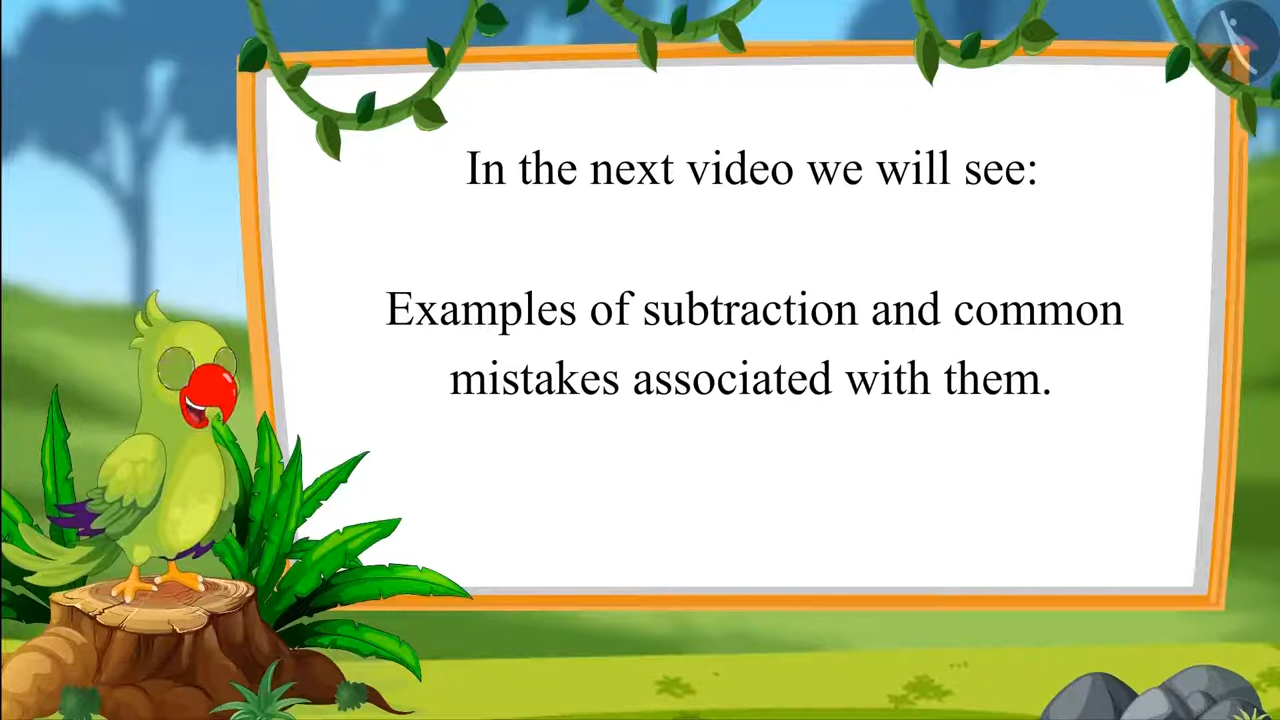 In the next video we will see:
Examples of subtraction and common
mistakes associated with them.